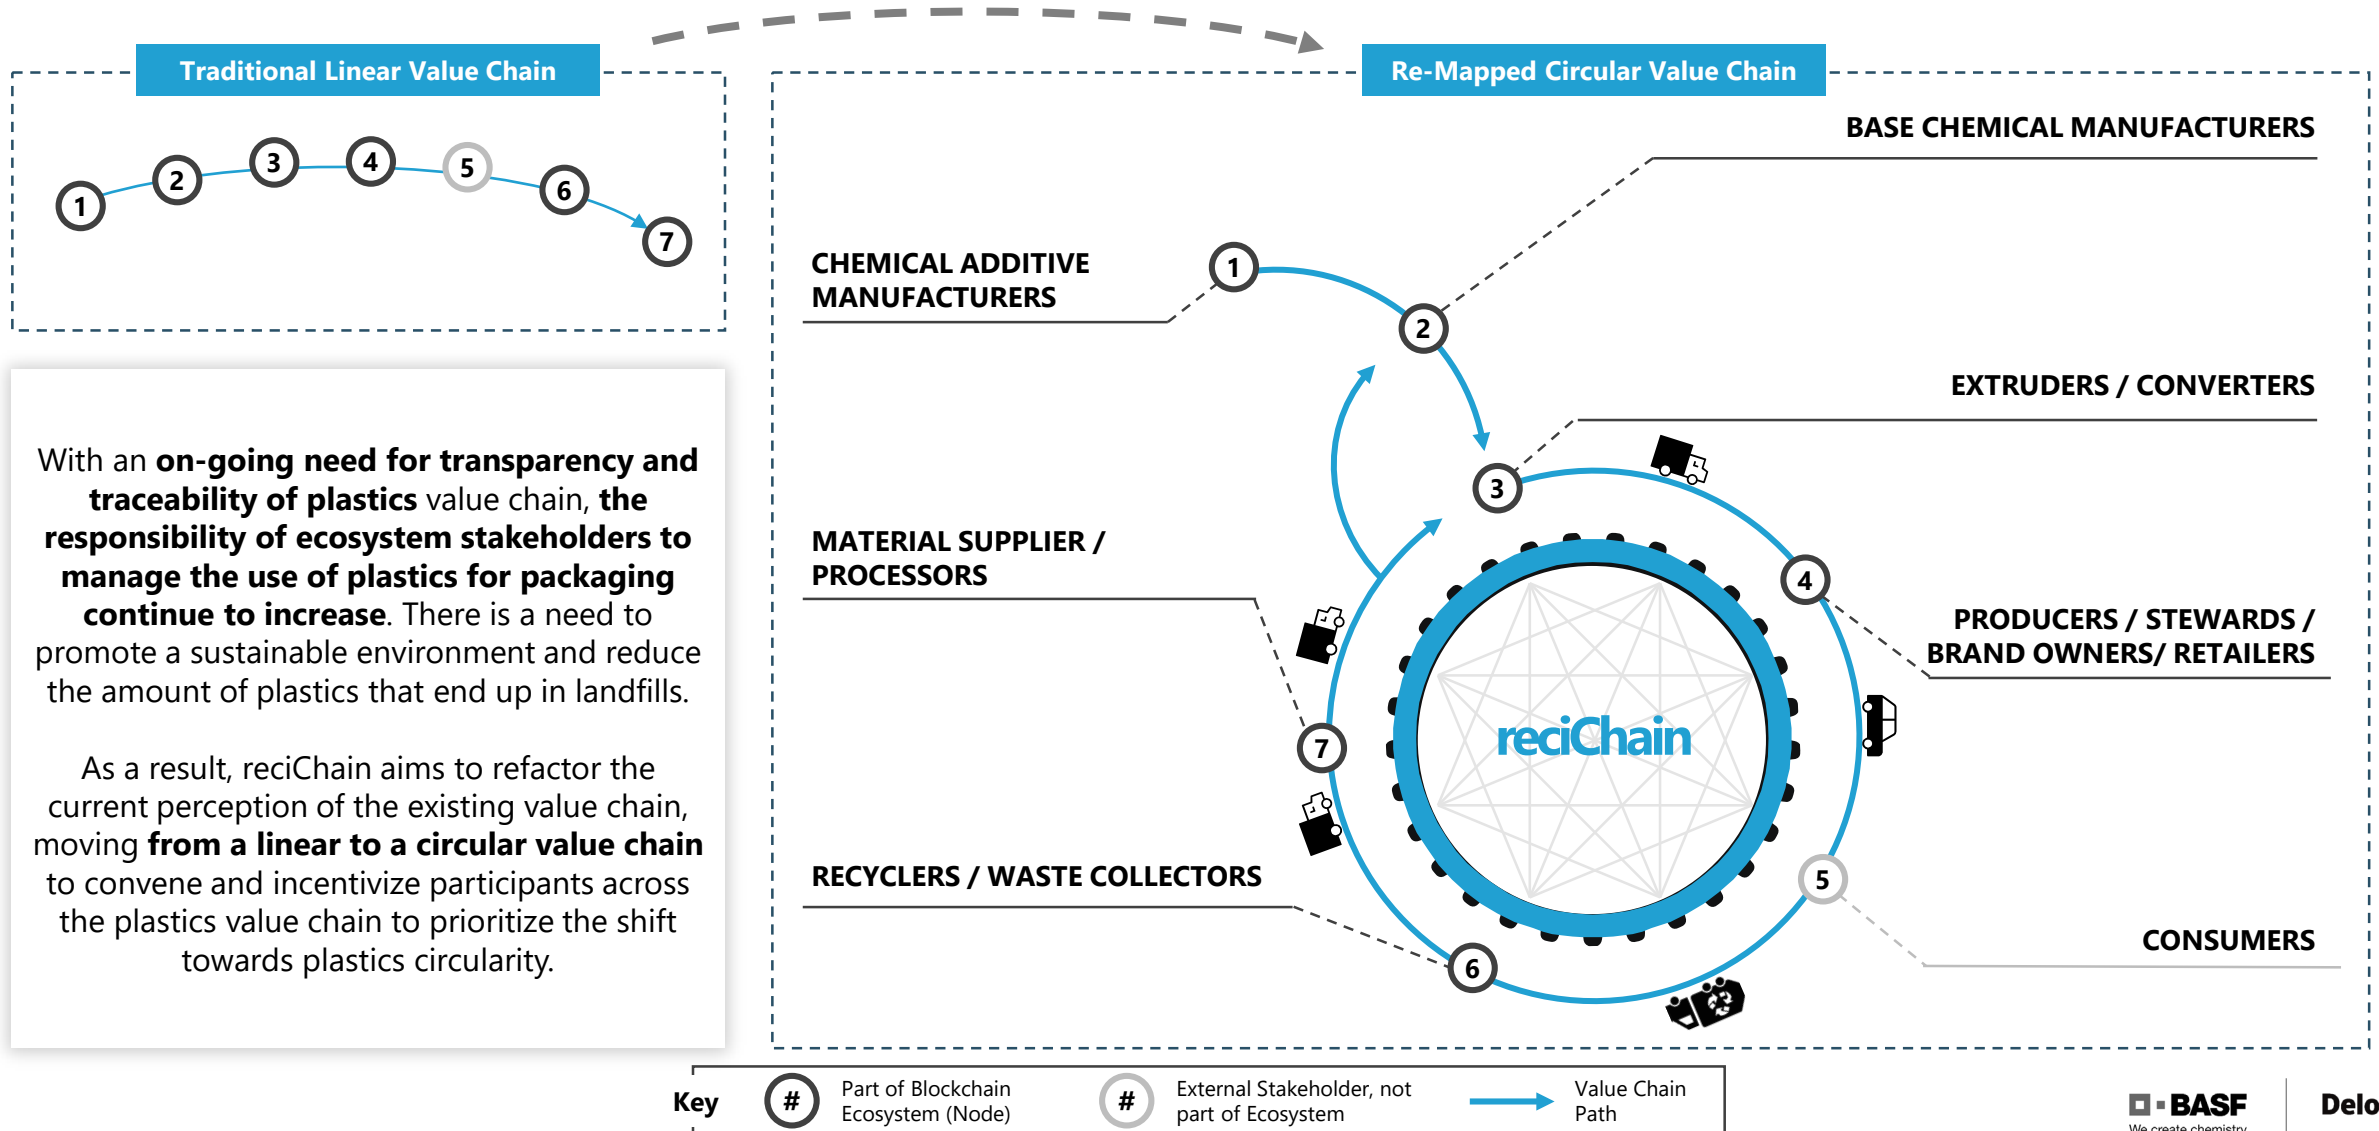 Traditional Linear Value Chain
1
2
3
4
5
6
7
With an on-going need for transparency and
traceability of plastics value chain, the
responsibility of ecosystem stakeholders to
manage the use of plastics for packaging
continue to increase. There is a need to
promote a sustainable environment and reduce
the amount of plastics that end up in landfills.
As a result, reciChain aims to refactor the
current perception of the existing value chain,
moving from a linear to a circular value chain
to convene and incentivize participants across
the plastics value chain to prioritize the shift
towards plastics circularity.
Re-Mapped Circular Value Chain
BASE CHEMICAL MANUFACTURERS
CHEMICAL ADDITIVE
MANUFACTURERS
1
2
EXTRUDERS / CONVERTERS
3
MATERIAL SUPPLIER /
PROCESSORS
4
PRODUCERS / STEWARDS /
BRAND OWNERS/ RETAILERS
reciChain
7
RECYCLERS / WASTE COLLECTORS
5
CONSUMERS
6
Key
#
Part of Blockchain
Ecosystem (Node)
#
External Stakeholder, not
part of Ecosystem
Value Chain
Path
BASF
We create chemistry
Delo